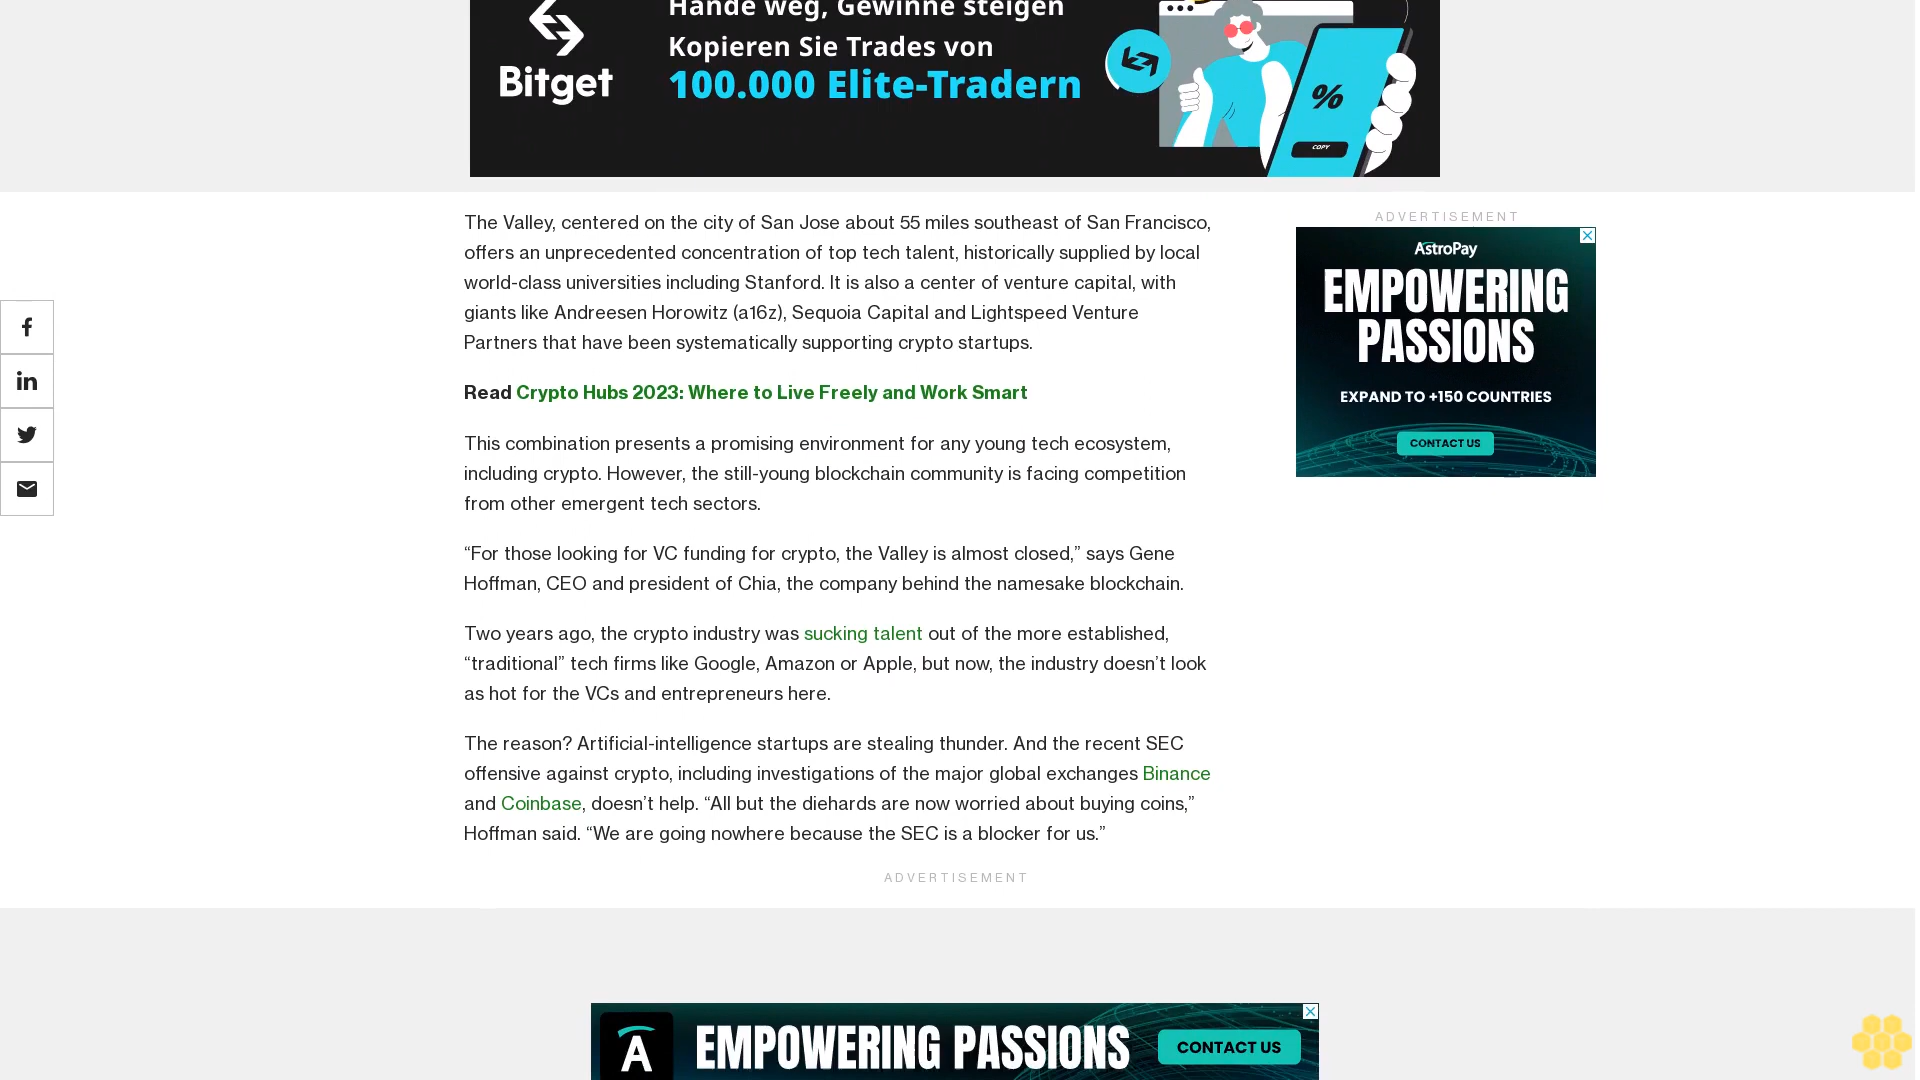 Hände weg, Gewinne steigen
Kopieren Sie Trades von
100.000 Elite-Tradern
Bitget
%
COPY
The Valley, centered on the city of San Jose about 55 miles southeast of San Francisco,
offers an unprecedented concentration of top tech talent, historically supplied by local
world-class universities including Stanford. It is also a center of venture capital, with
giants like Andreesen Horowitz (a16z), Sequoia Capital and Lightspeed Venture
Partners that have been systematically supporting crypto startups.
Read Crypto Hubs 2023: Where to Live Freely and Work Smart
This combination presents a promising environment for any young tech ecosystem,
including crypto. However, the still-young blockchain community is facing competition
from other emergent tech sectors.
“For those looking for VC funding for crypto, the Valley is almost closed,” says Gene
Hoffman, CEO and president of Chia, the company behind the namesake blockchain.
Two years ago, the crypto industry was sucking talent out of the more established,
“traditional” tech firms like Google, Amazon or Apple, but now, the industry doesn’t look
as hot for the VCs and entrepreneurs here.
The reason? Artificial-intelligence startups are stealing thunder. And the recent SEC
offensive against crypto, including investigations of the major global exchanges Binance
and Coinbase, doesn’t help. “All but the diehards are now worried about buying coins,”
Hoffman said. “We are going nowhere because the SEC is a blocker for us.”
ADVERTISEMENT
AstroPay
EMPOWERING
PASSIONS
EXPAND TO +150 COUNTRIES
CONTACT US
ADVERTISEMENT
A EMPOWERING PASSIONS CONTACT US